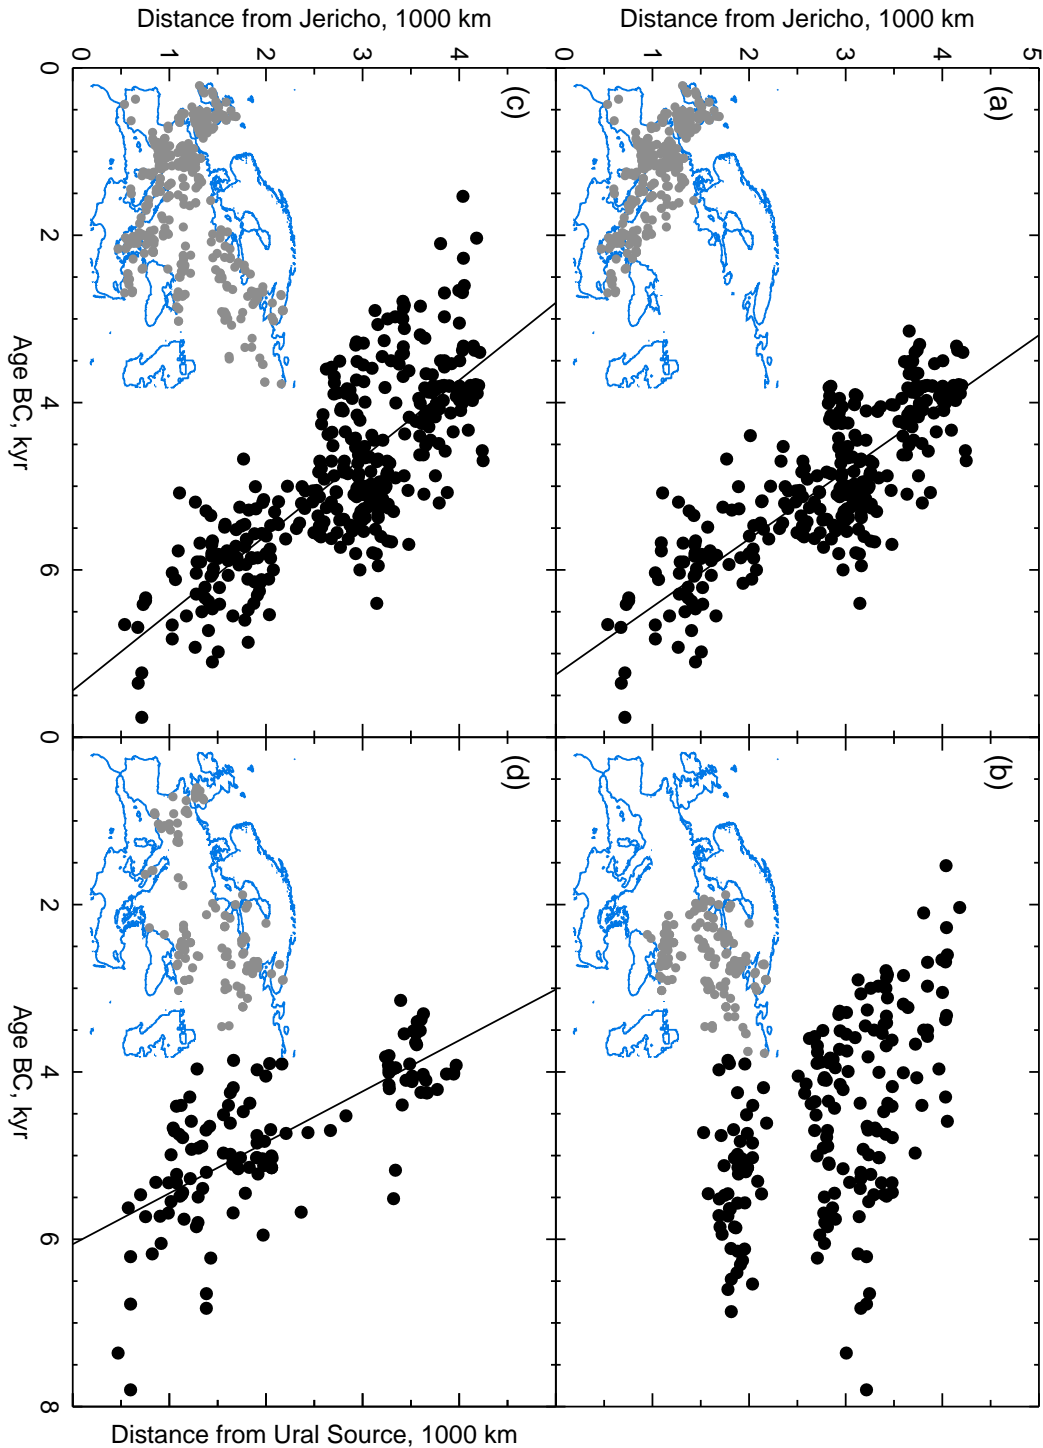 Distance from Jericho, 1000 km
Distance from Jericho, 1000 km
0 1 2 3 4
0 1 2 3 4 5
(c)
(a)
0
2
4
6
Age BC, kyr
(d)
(b)
0
2
4
6
8
Age BC, kyr
Distance from Ural Source, 1000 km